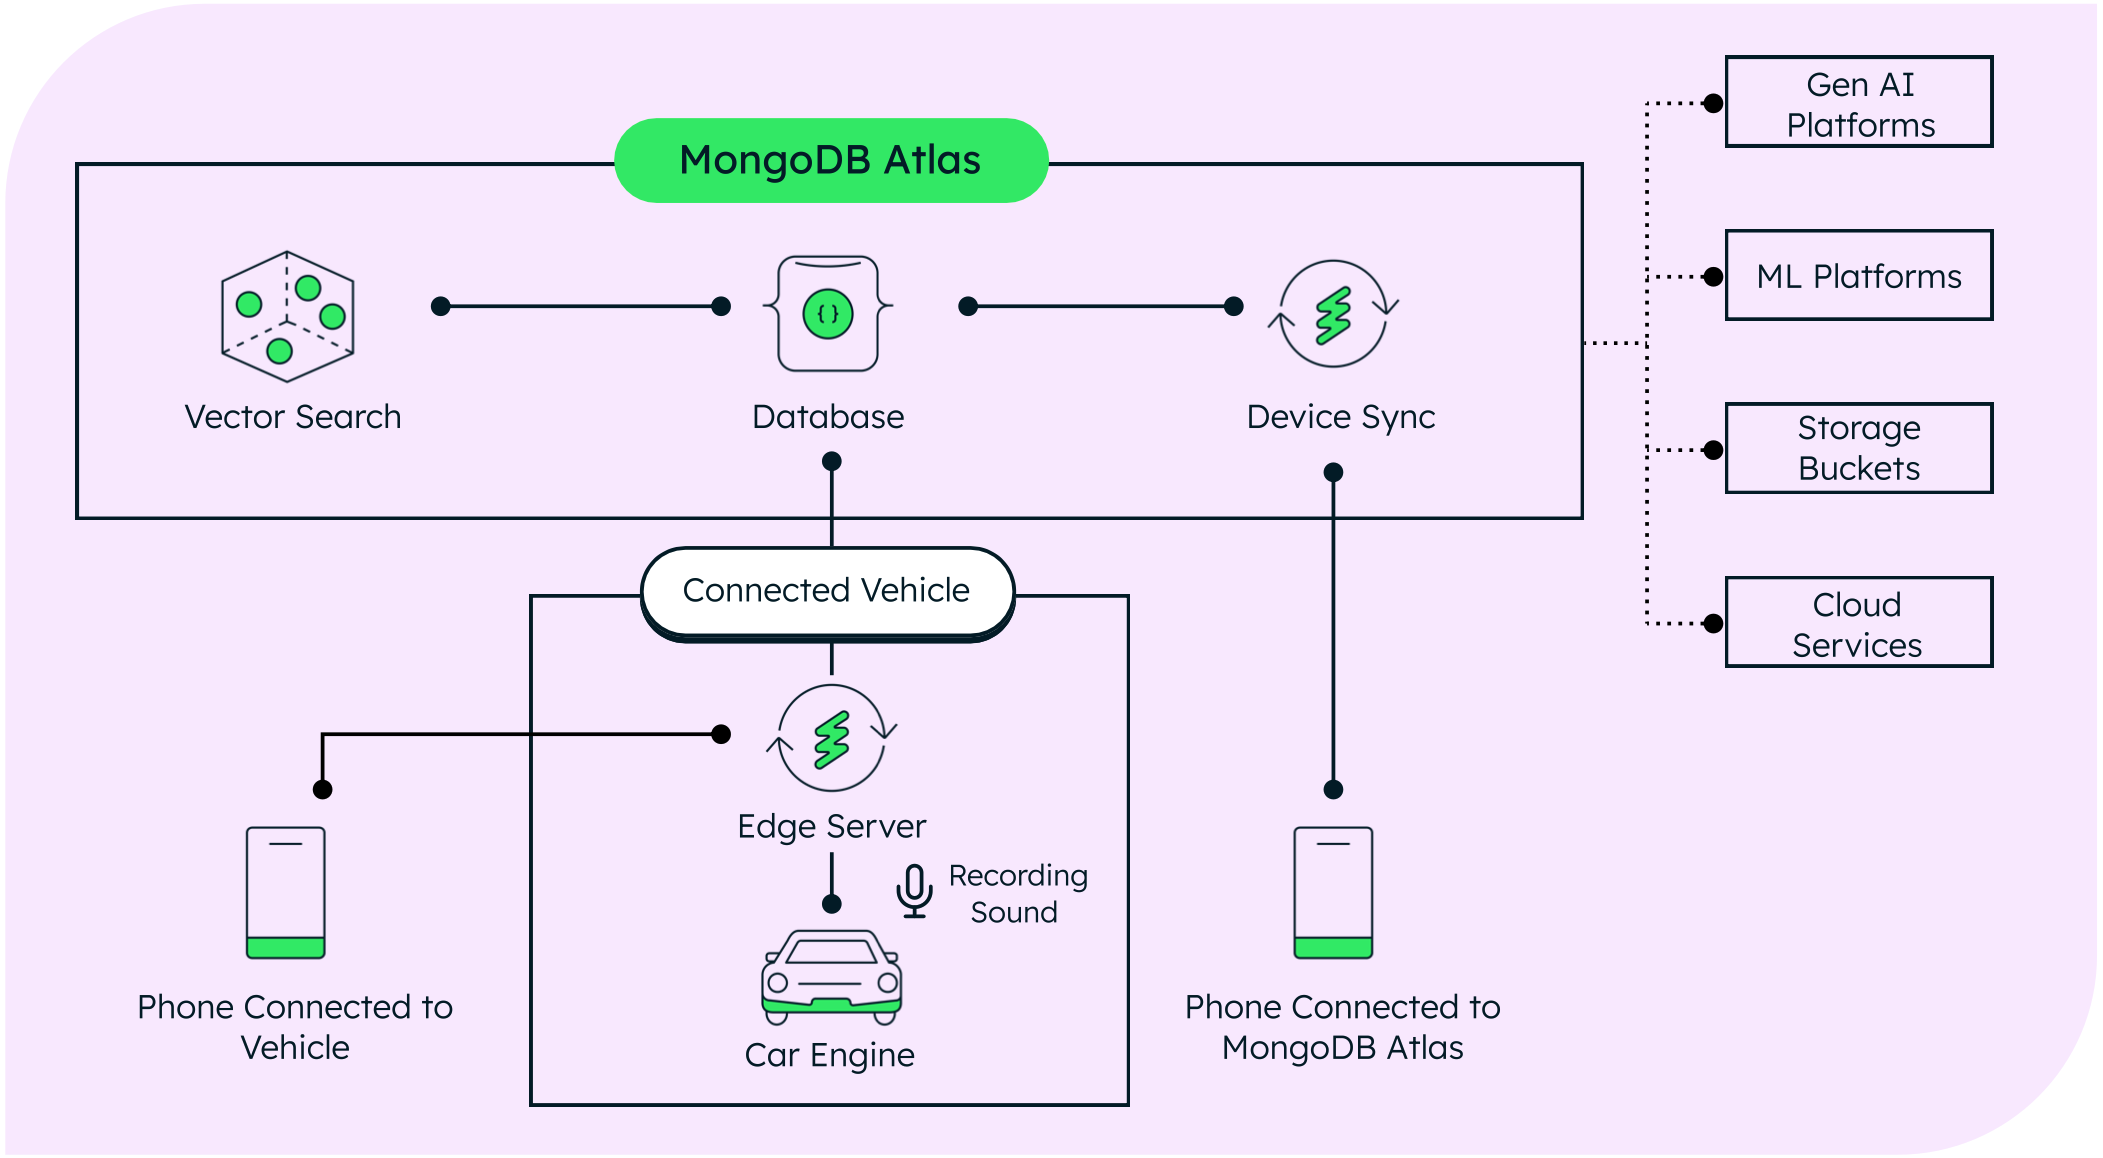 MongoDB Atlas
Vector Search
{ }
Database
Device Sync
Gen AI
Platforms
ML Platforms
Storage
Buckets
Cloud
Services
Connected Vehicle
Edge Server
Recording
Sound
Car Engine
Phone Connected to
Vehicle
Phone Connected to
MongoDB Atlas